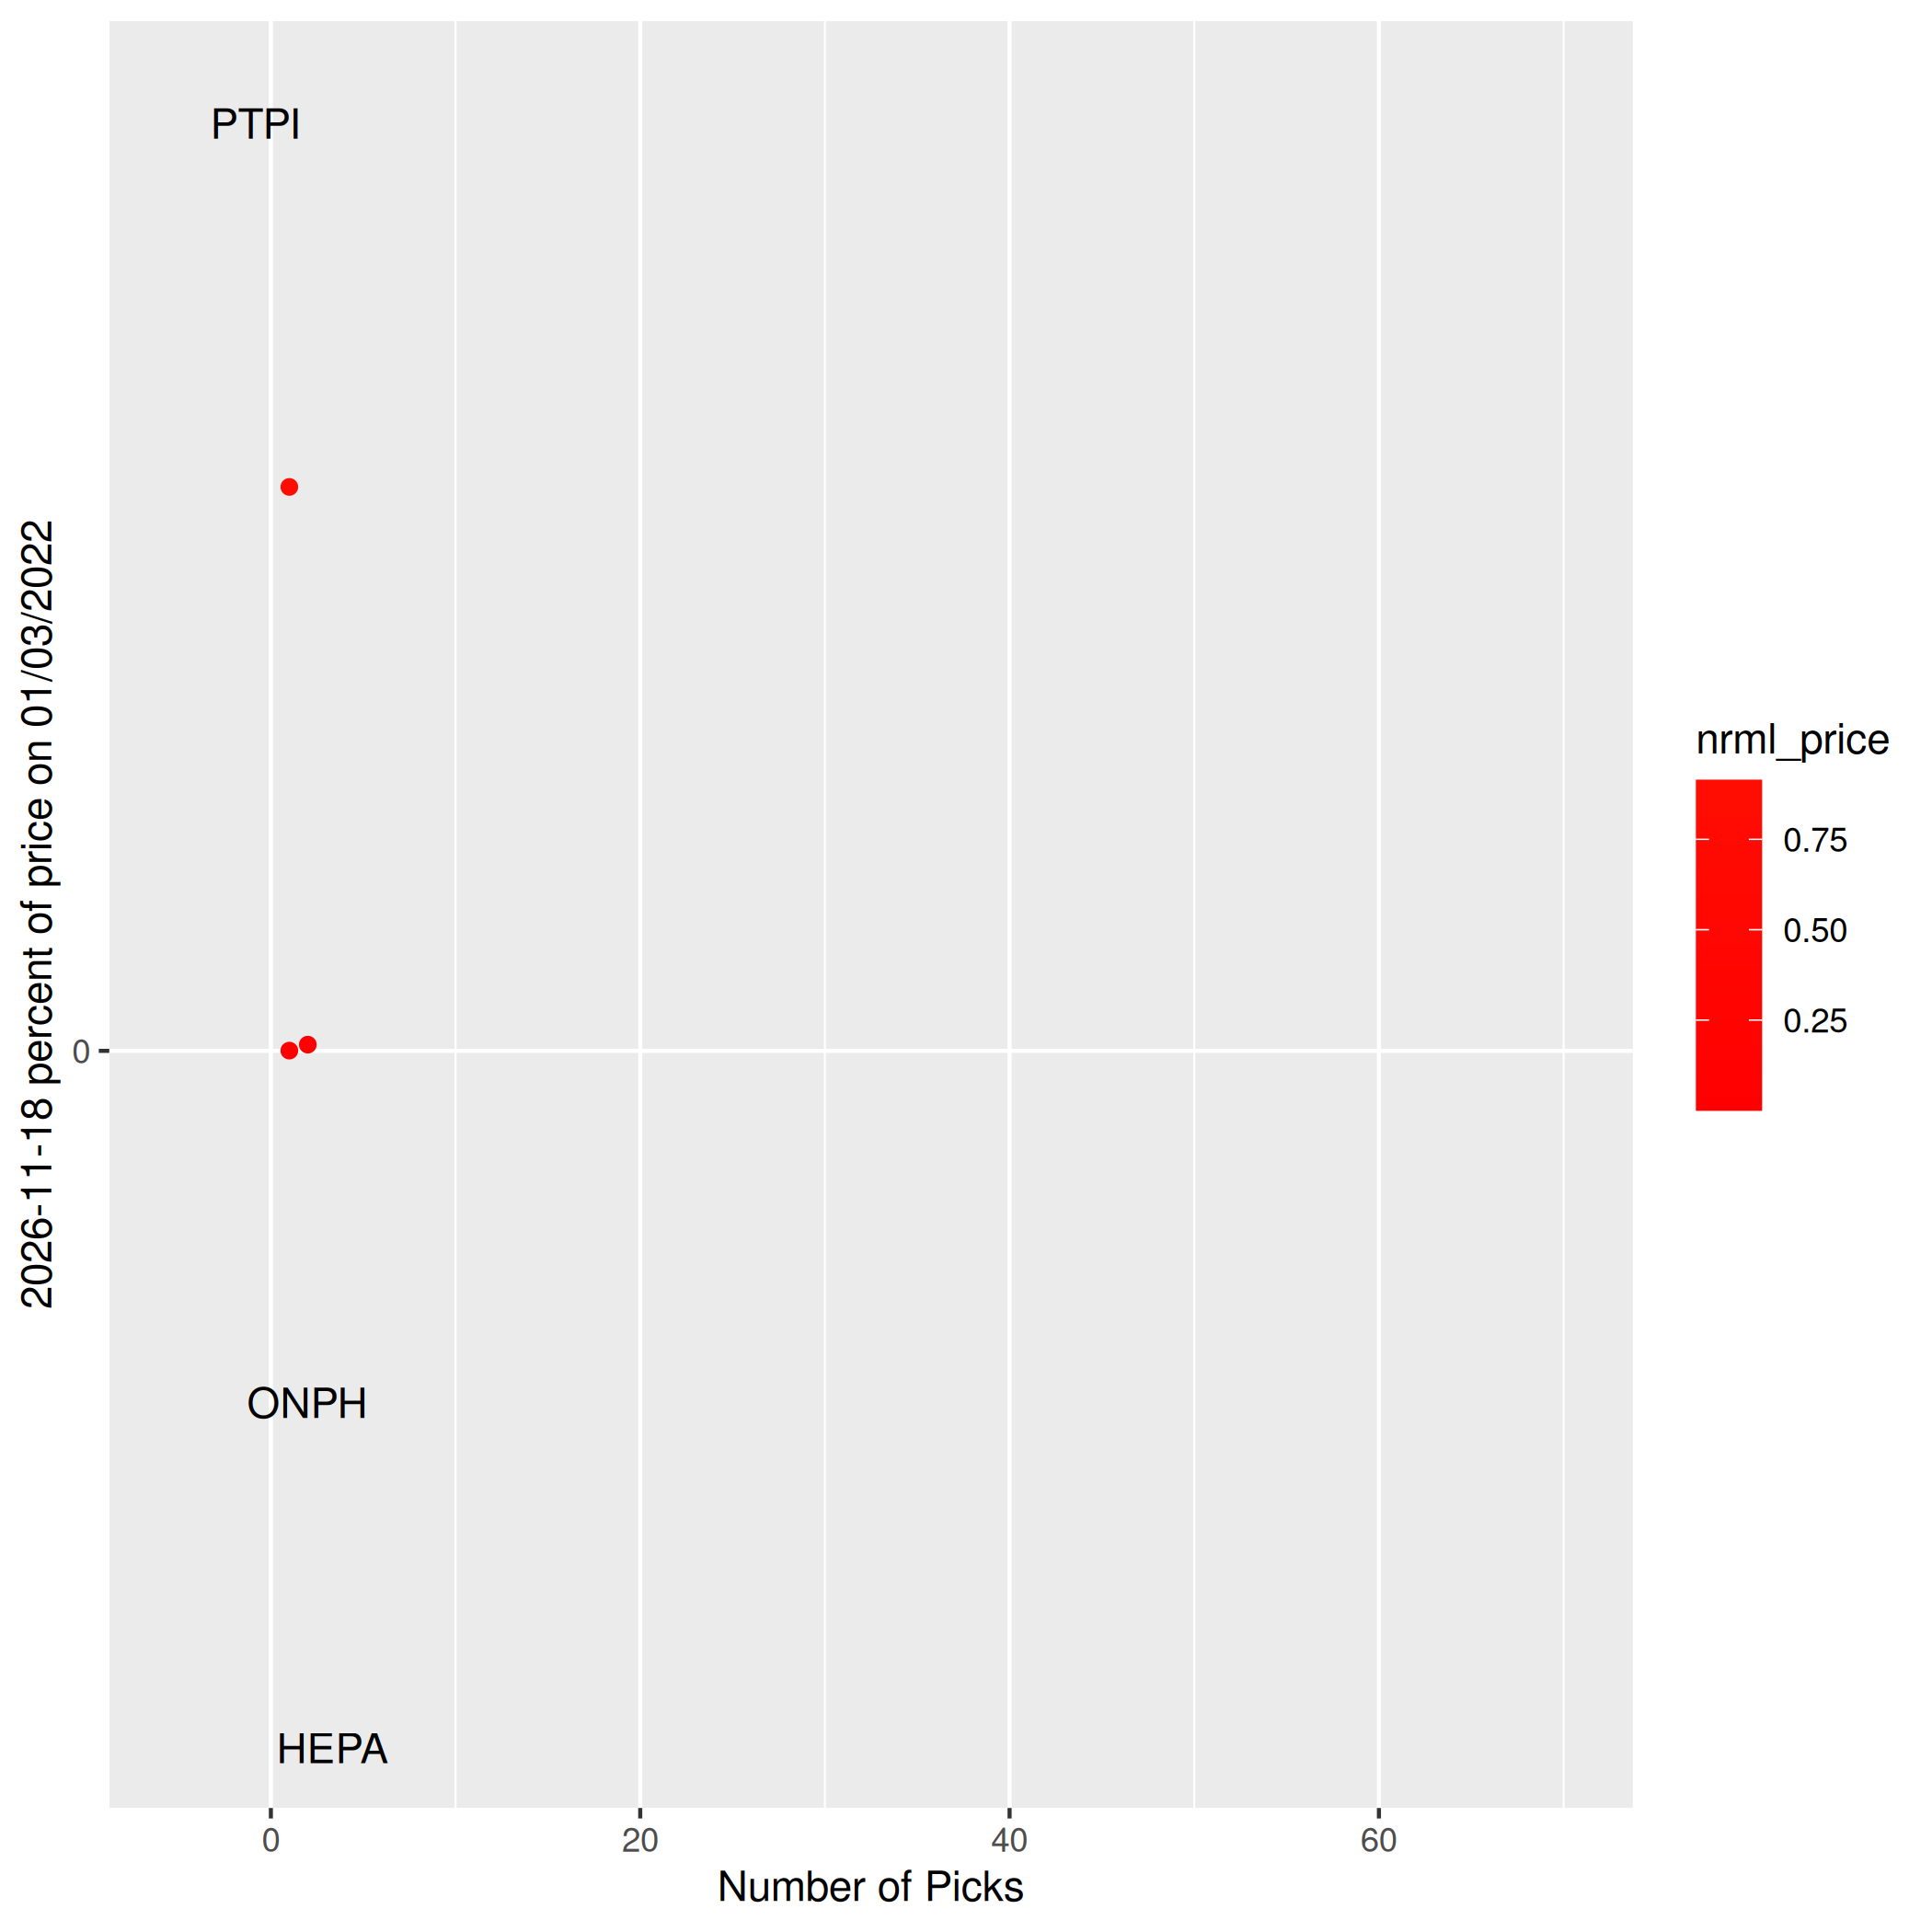 PTPI
ONPH
HEPA
2026-11-18 percent of price on 01/03/2022
0
0
20
40
60
Number of Picks
nrml_price
0.75
0.50
0.25